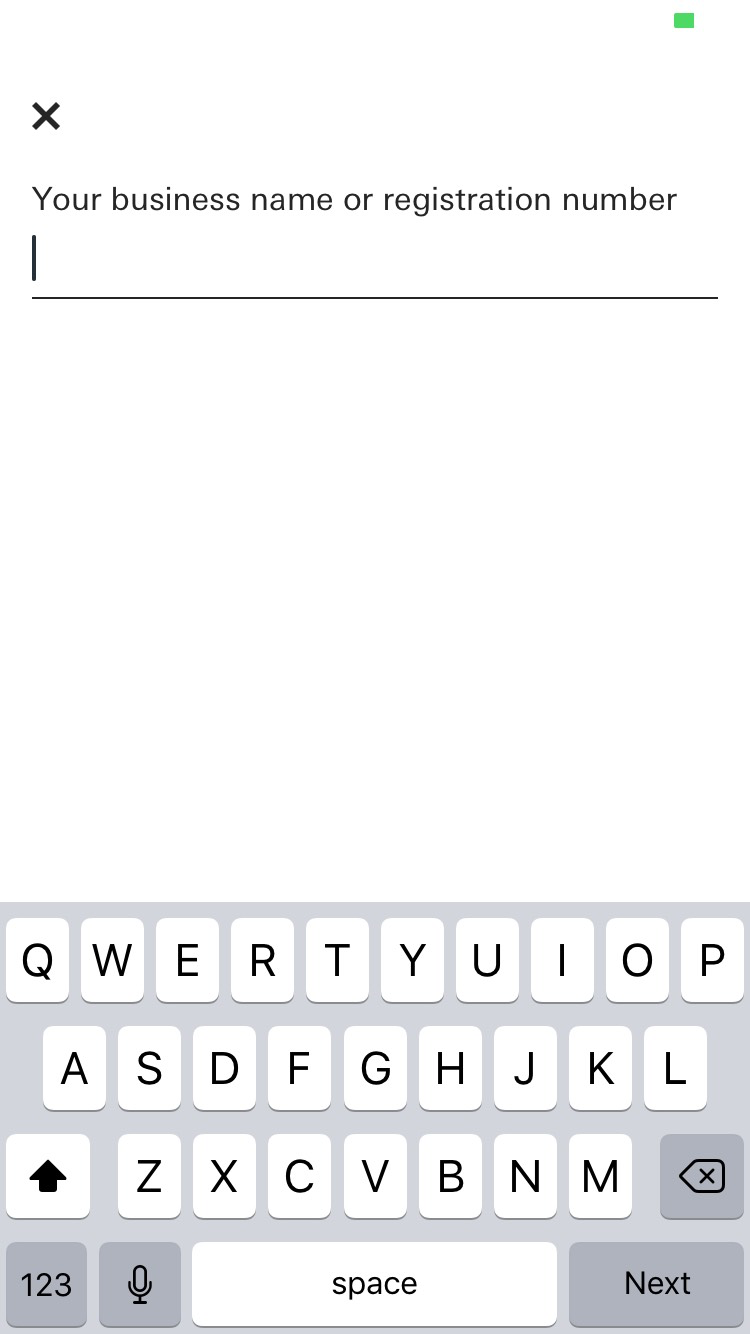 Your business name or registration number
Q W E R T Y U I O P
A S D F G H J K L
Z X C V B N M
123 space Next